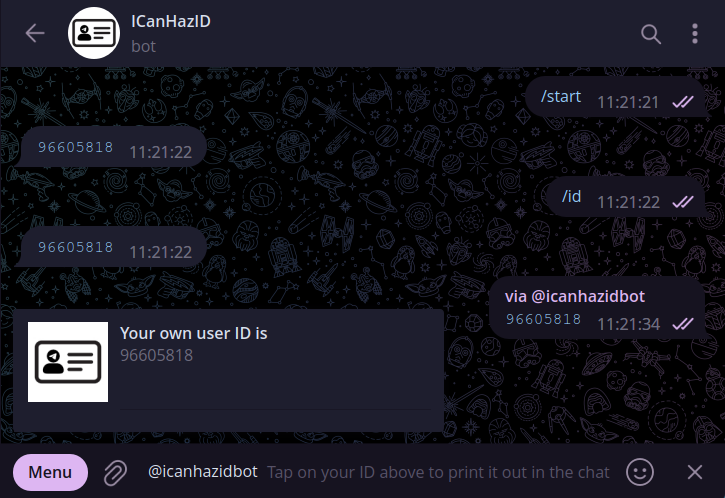 ICanHazID
bot
/start 11:21:21
96605818 11:21:22
/id 11:21:22
96605818 11:21:22
via @icanhazidbot
96605818 11:21:34
Your own user ID is
96605818
Menu @icanhazidbot Tap on your ID above to print it out in the chat